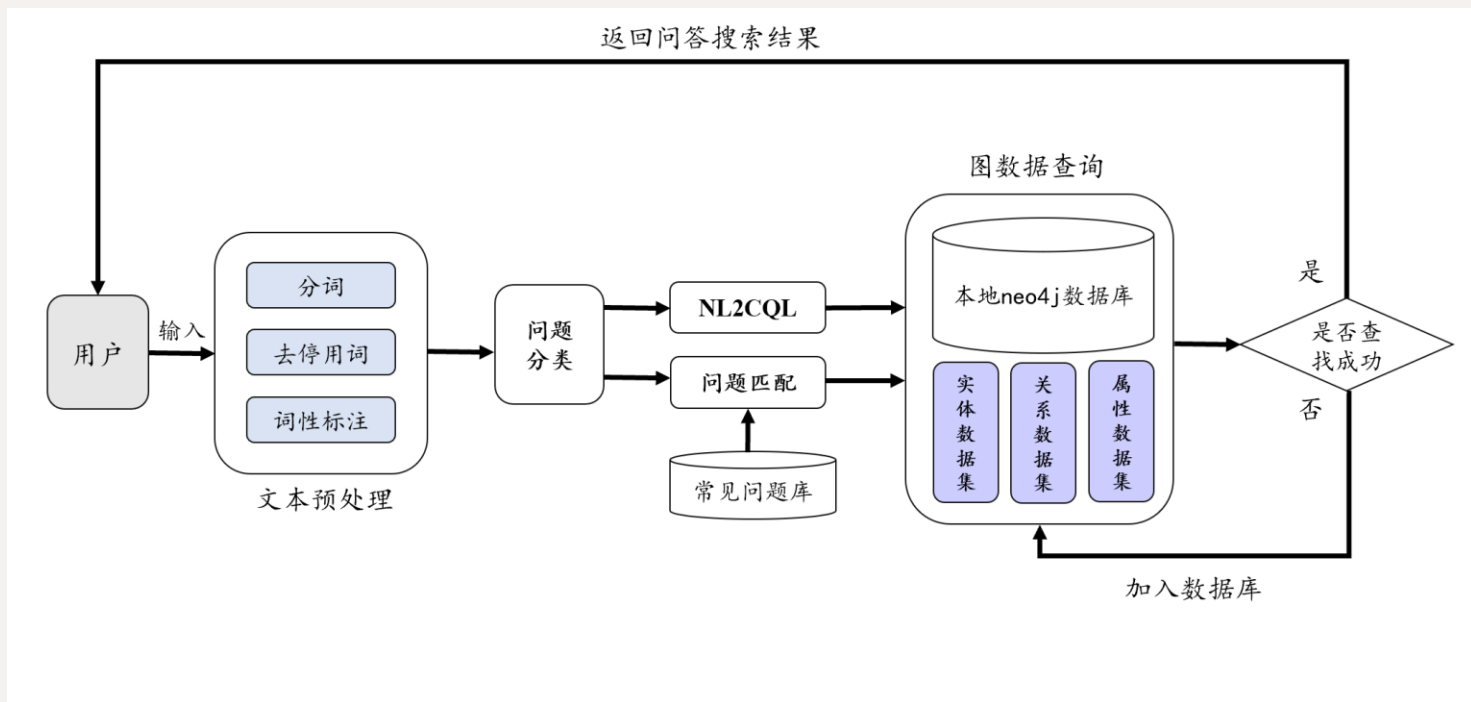 返回问答搜索结果
用户
输入
分词
去停用词
词性标注
文本预处理
问题
分类
NL2CQL
问题匹配
常见问题库
图数据查询
本地neo4j数据库
实体数据集
关系数据集
属性数据集
是否查
找成功
是
否
加入数据库